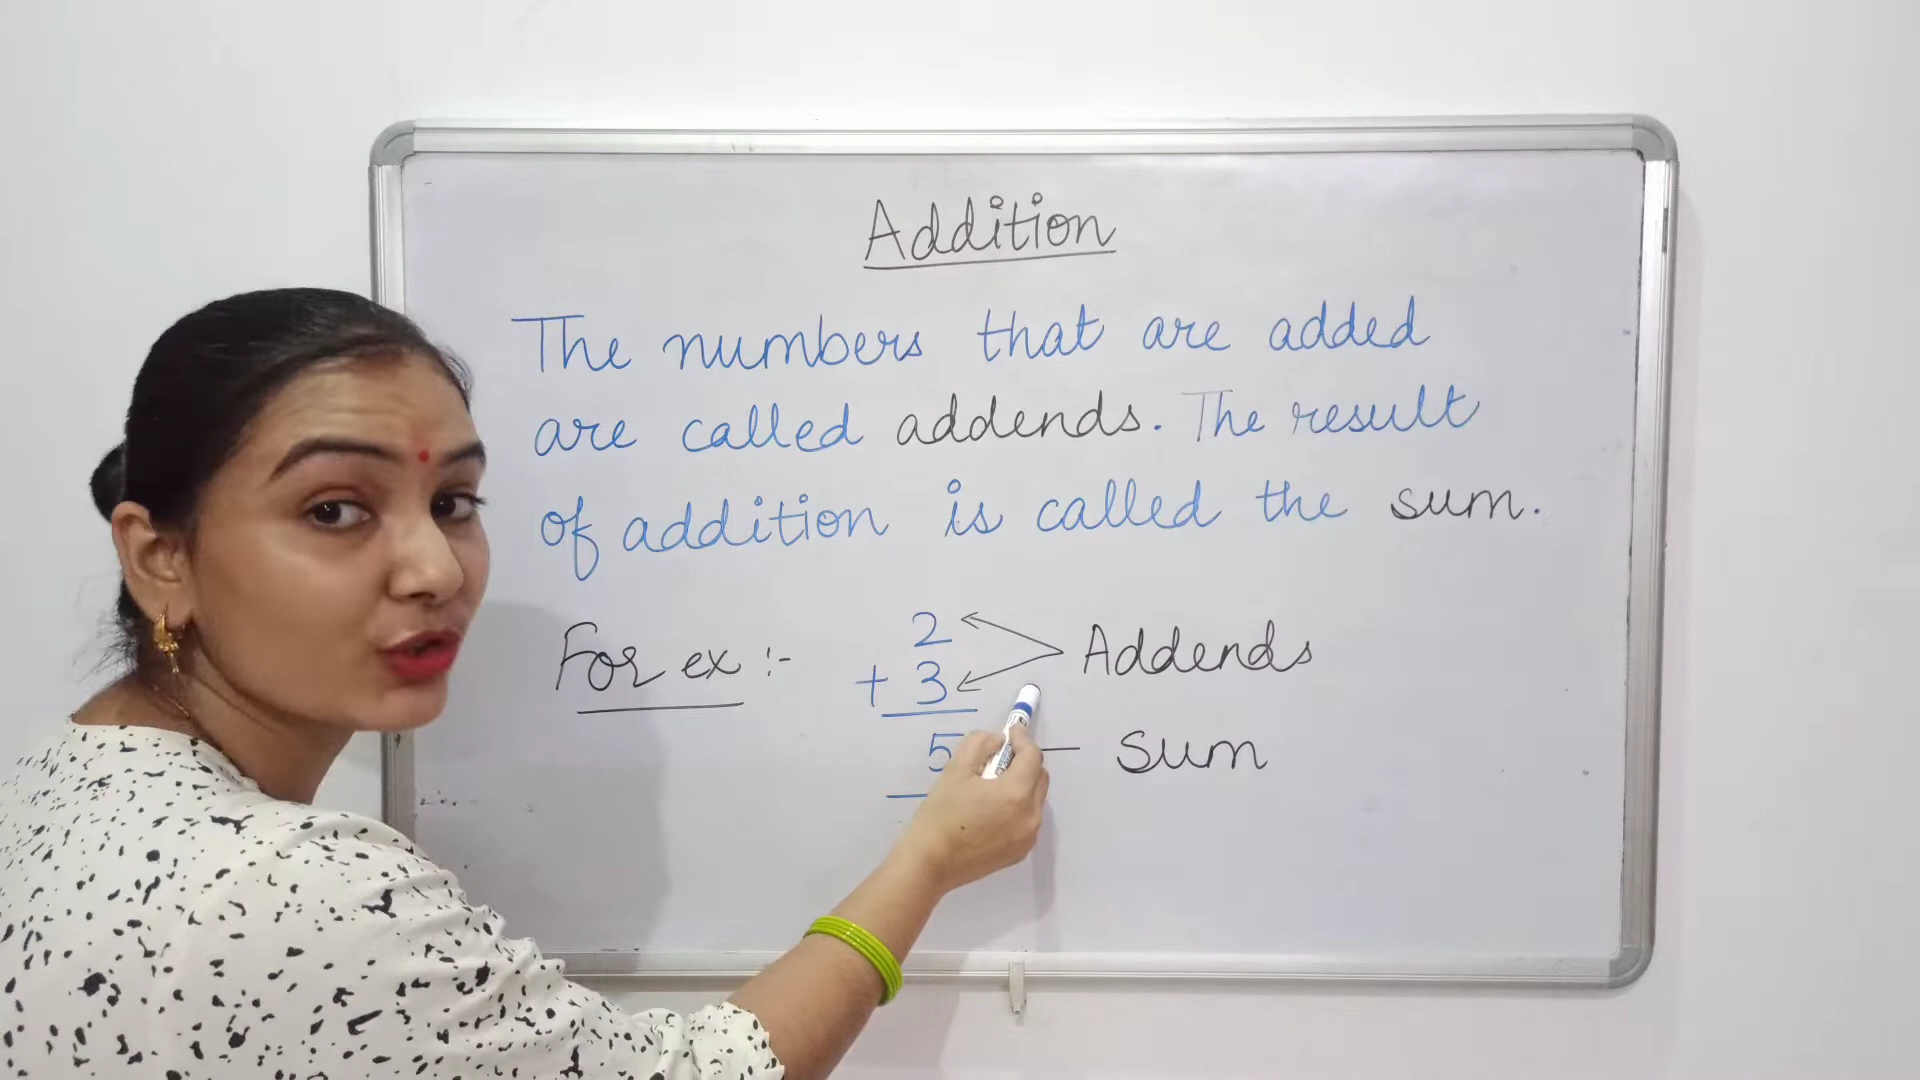 Addition
The numbers that are added
are called addends. The result
of addition is called the sum.
For ex :-
2
+ 3
5
Addends
— Sum